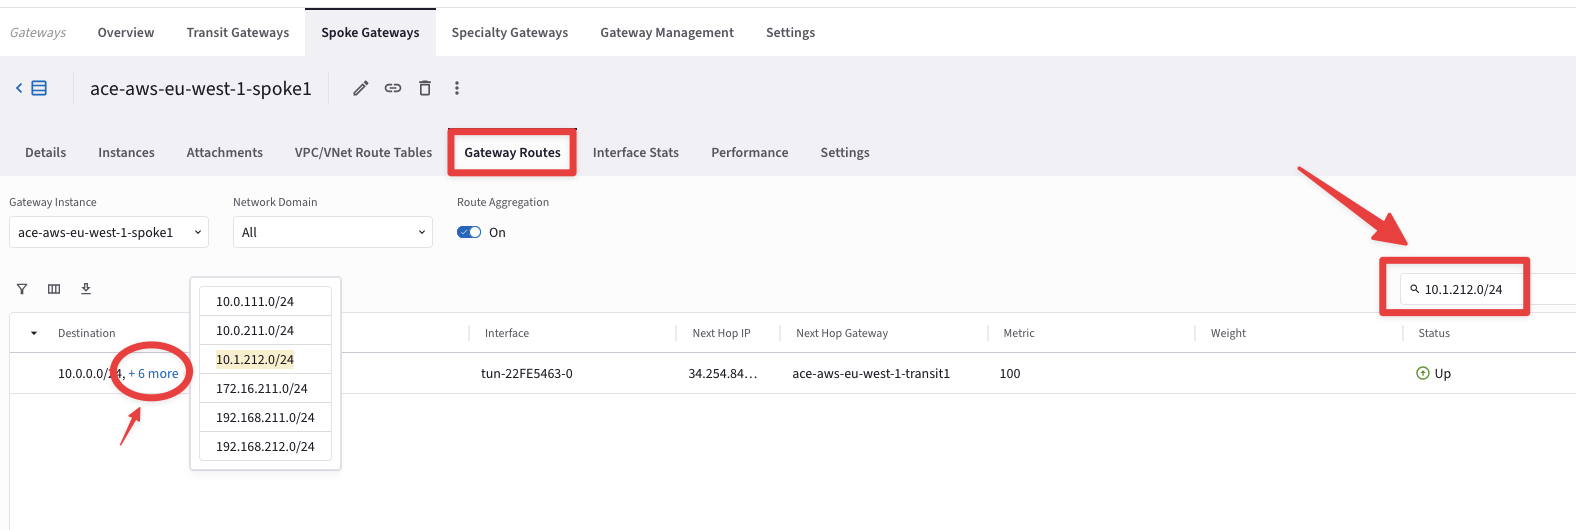 Gateways Overview Transit Gateways Spoke Gateways Specialty Gateways Gateway Management Settings
ace-aws-eu-west-1-spoke1
Details Instances Attachments VPC/VNet Route Tables Gateway Routes Interface Stats Performance Settings
Gateway Instance Network Domain Route Aggregation
ace-aws-eu-west-1-spoke1 All On
10.1.212.0/24
Destination Interface Next Hop IP Next Hop Gateway Metric Weight Status
10.0.0.0/24, + 6 more tun-22FE5463-0 34.254.84... ace-aws-eu-west-1-transit1 100 Up
10.0.111.0/24
10.0.211.0/24
10.1.212.0/24
172.16.211.0/24
192.168.211.0/24
192.168.212.0/24